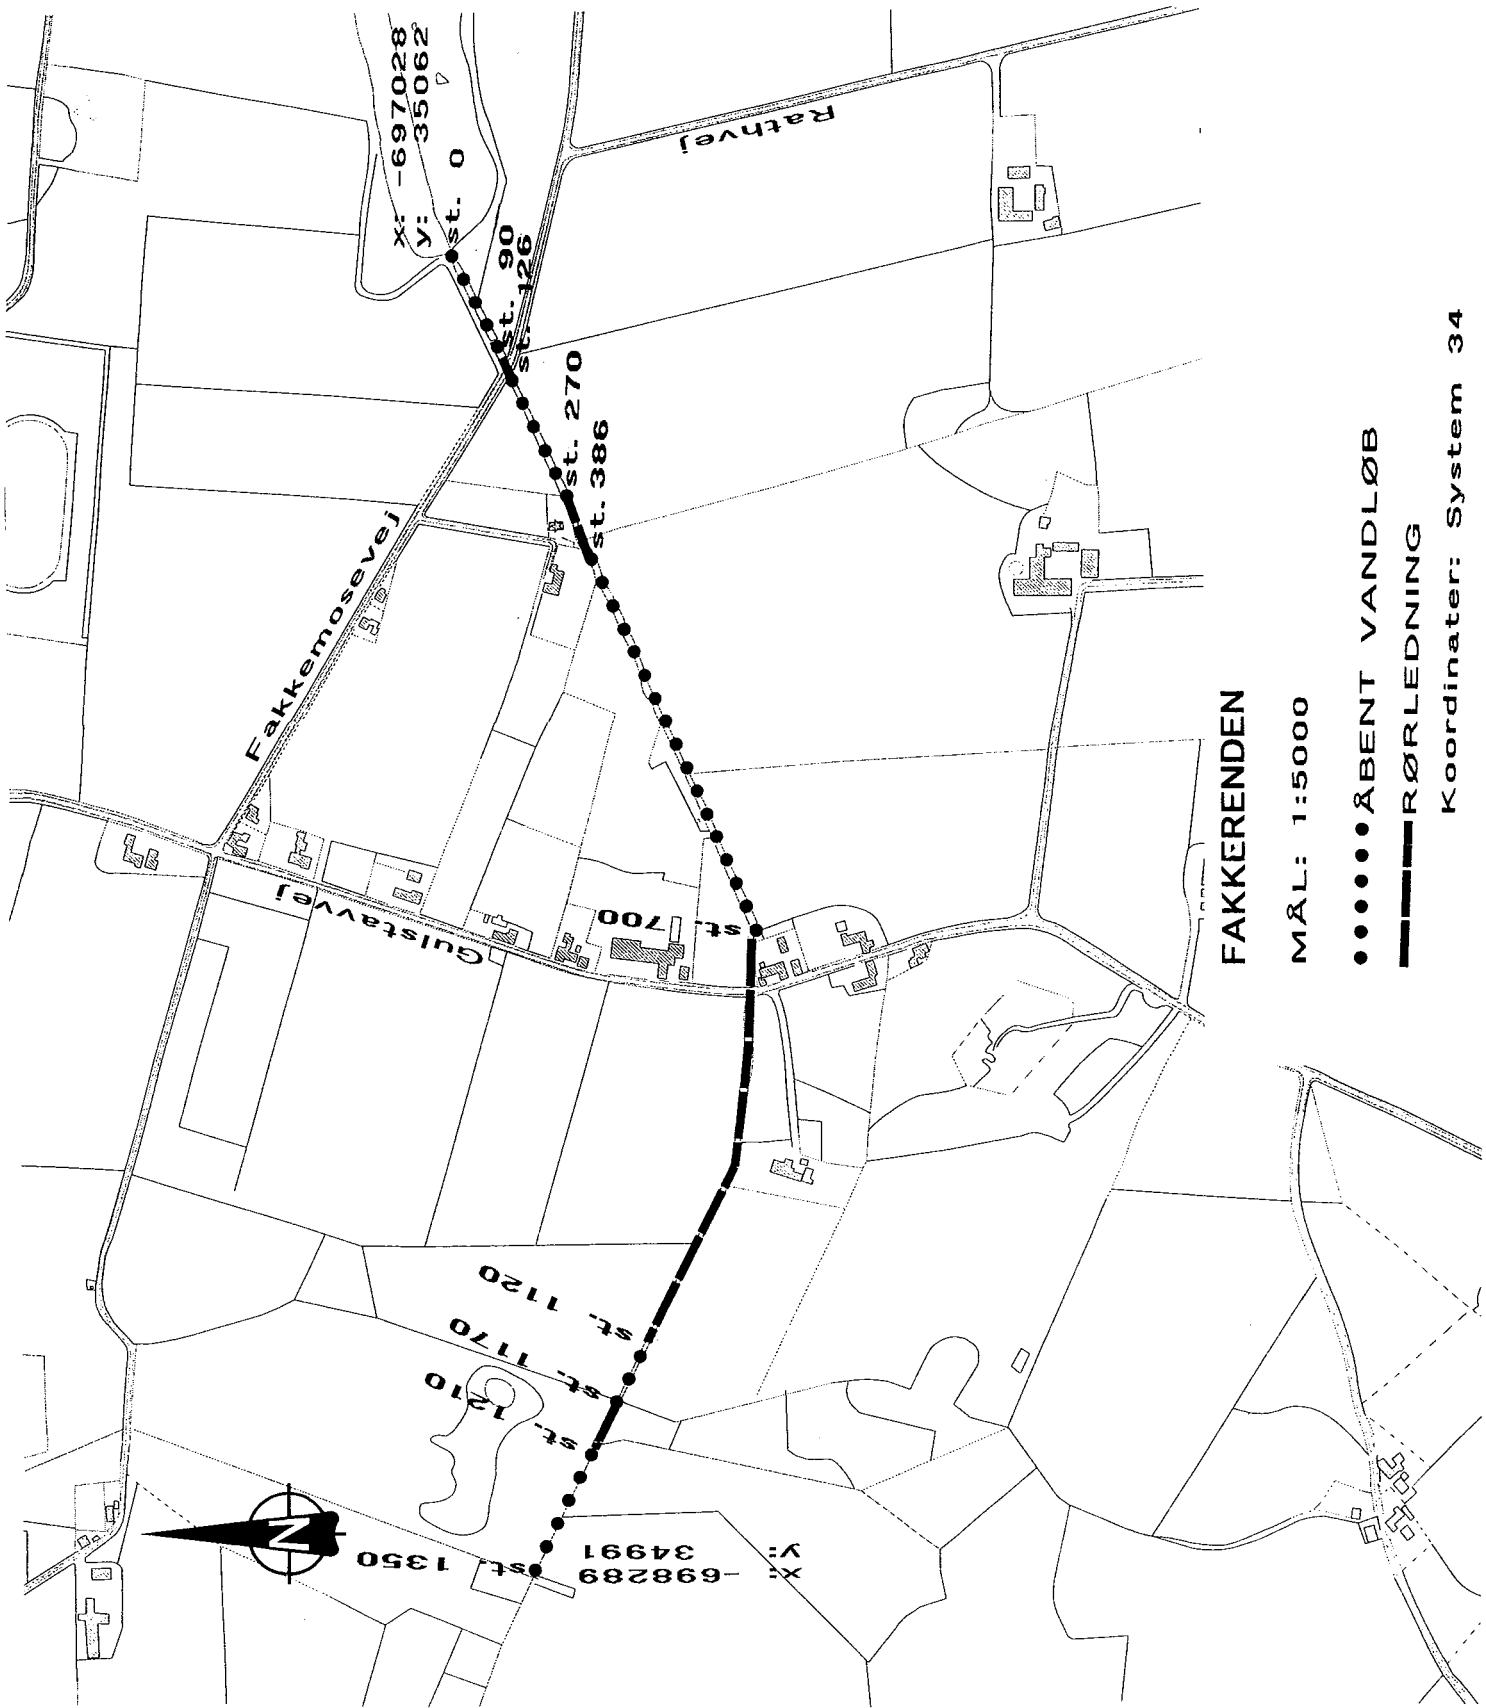 x: -697028
y: 35062
st. 0
st. 90
st. 126
st. 270
st. 386
Rathvej
Fakkemosevej
Gulstavvej
st. 700
st. 1120
st. 1170
st. 1210
st. 1350
x: -698289
y: 34991
N
FAKKERENDEN
MÅL: 1:5000
ÅBENT VANDLØB
RØRLEDNING
Koordinater: System 34